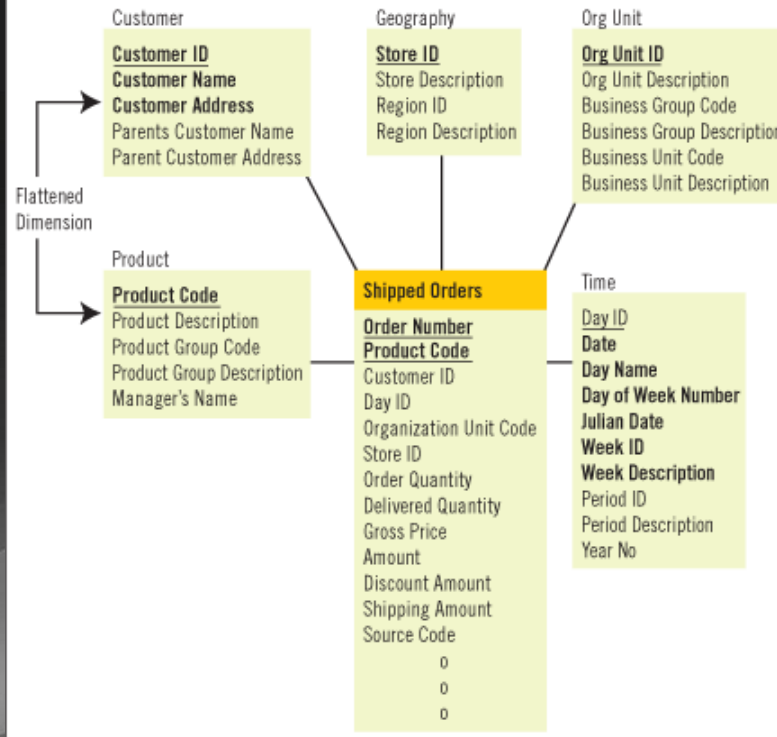 Customer
Customer ID
Customer Name
Customer Address
Parents Customer Name
Parent Customer Address
Geography
Store ID
Store Description
Region ID
Region Description
Org Unit
Org Unit ID
Org Unit Description
Business Group Code
Business Group Description
Business Unit Code
Business Unit Description
Flattened
Dimension
Product
Product Code
Product Description
Product Group Code
Product Group Description
Manager's Name
Shipped Orders
Order Number
Product Code
Customer ID
Day ID
Organization Unit Code
Store ID
Order Quantity
Delivered Quantity
Gross Price
Amount
Discount Amount
Shipping Amount
Source Code
o
o
o
Time
Day ID
Date
Day Name
Day of Week Number
Julian Date
Week ID
Week Description
Period ID
Period Description
Year No